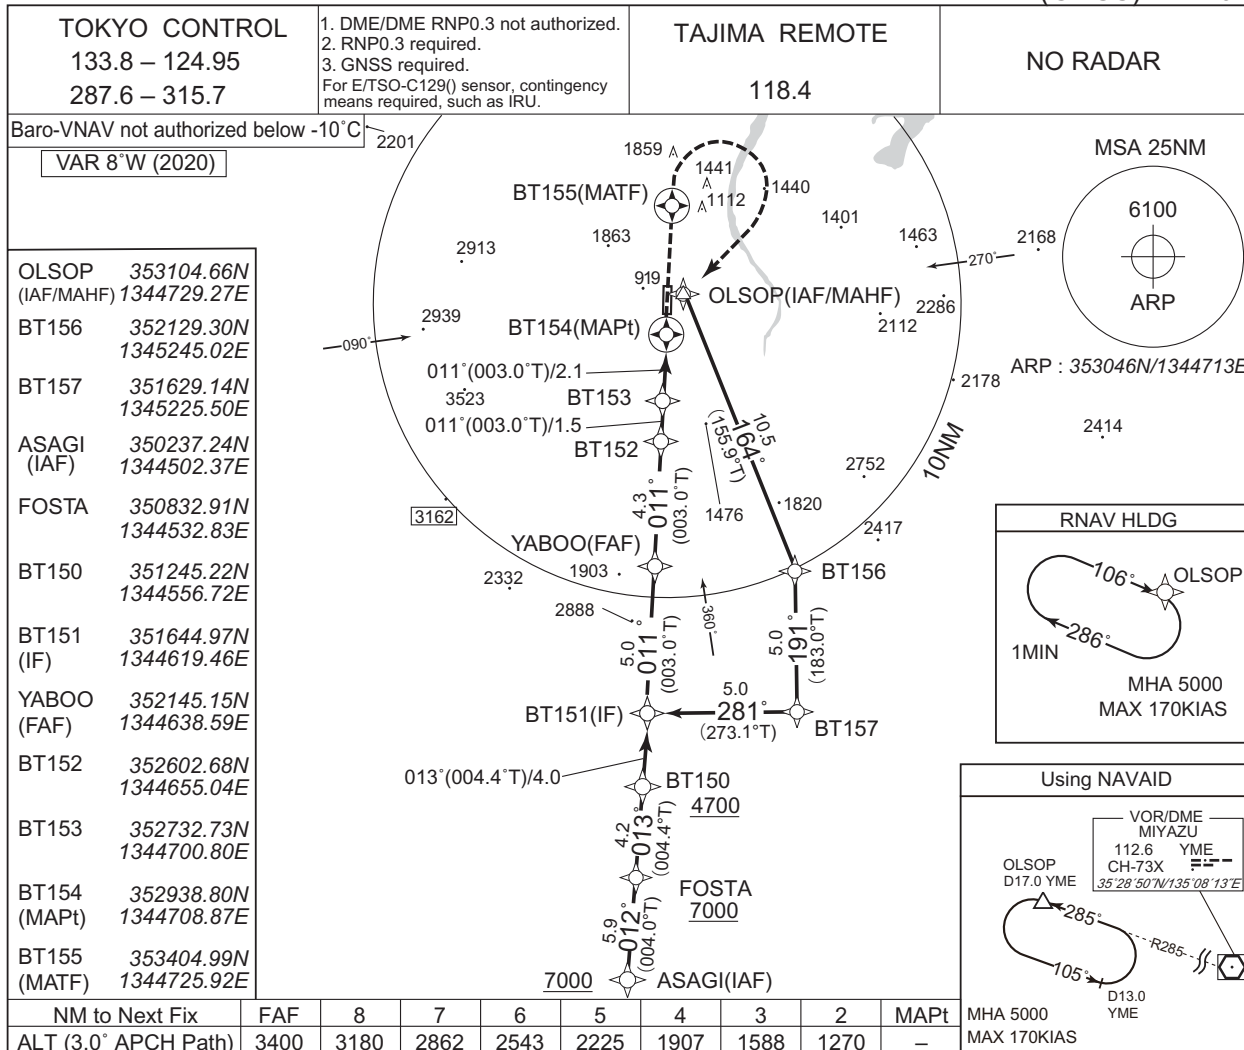 TOKYO CONTROL
133.8 – 124.95
287.6 – 315.7
1. DME/DME RNP0.3 not authorized.
2. RNP0.3 required.
3. GNSS required.
For E/TSO-C129() sensor, contingency
means required, such as IRU.
TAJIMA REMOTE
118.4
NO RADAR
Baro-VNAV not authorized below -10˚C
VAR 8˚W (2020)
OLSOP 353104.66N
(IAF/MAHF) 1344729.27E
BT156 352129.30N
1345245.02E
BT157 351629.14N
1345225.50E
ASAGI 350237.24N
(IAF) 1344502.37E
FOSTA 350832.91N
1344532.83E
BT150 351245.22N
1344556.72E
BT151 351644.97N
(IF) 1344619.46E
YABOO 352145.15N
(FAF) 1344638.59E
BT152 352602.68N
1344655.04E
BT153 352732.73N
1344700.80E
BT154 352938.80N
(MAPt) 1344708.87E
BT155 353404.99N
(MATF) 1344725.92E
2201
1859
1441
1112
1440
BT155(MATF)
1401
1463
2168
2913
1863
270˚
919
OLSOP(IAF/MAHF)
2286
2939
2112
BT154(MAPt)
090˚
011˚(003.0˚T)/2.1
2178
3523
BT153
011˚(003.0˚T)/1.5
BT152
10.5
164˚
(155.9˚T)
2414
10NM
2752
4.3
011˚
(003.0˚T)
1476
1820
3162
2417
YABOO(FAF)
BT156
2332
1903
2888
360˚
5.0
011˚
(003.0˚T)
5.0
191˚
(183.0˚T)
5.0
281˚
(273.1˚T)
BT151(IF)
BT157
013˚(004.4˚T)/4.0
BT150
4700
4.2
013˚
(004.4˚T)
FOSTA
7000
5.9
012˚
(004.0˚T)
7000
ASAGI(IAF)
MSA 25NM
6100
ARP
ARP : 353046N/1344713E
RNAV HLDG
106˚
OLSOP
286˚
1MIN
MHA 5000
MAX 170KIAS
Using NAVAID
VOR/DME
MIYAZU
112.6 YME
CH-73X
35˚28´50˝N/135˚08´13˝E
OLSOP
D17.0 YME
285˚
R285
105˚
D13.0
YME
MHA 5000
MAX 170KIAS
NM to Next Fix FAF 8 7 6 5 4 3 2 MAPt
ALT (3.0˚ APCH Path) 3400 3180 2862 2543 2225 1907 1588 1270 –